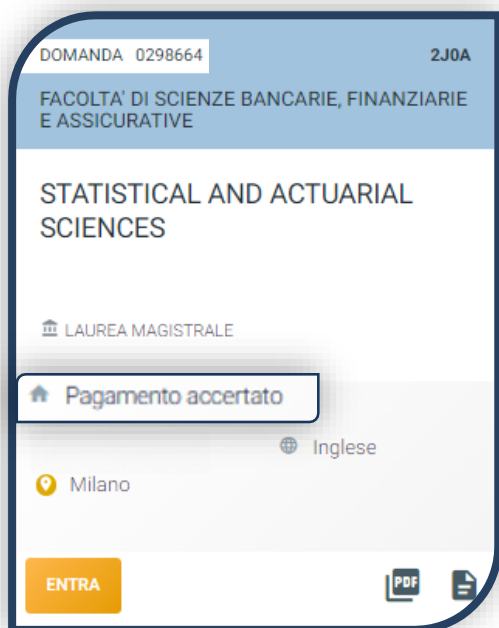 DOMANDA 0298664 2J0A
FACOLTA' DI SCIENZE BANCARIE, FINANZIARIE
E ASSICURATIVE
STATISTICAL AND ACTUARIAL
SCIENCES
LAUREA MAGISTRALE
Pagamento accertato
Inglese
Milano
ENTRA PDF